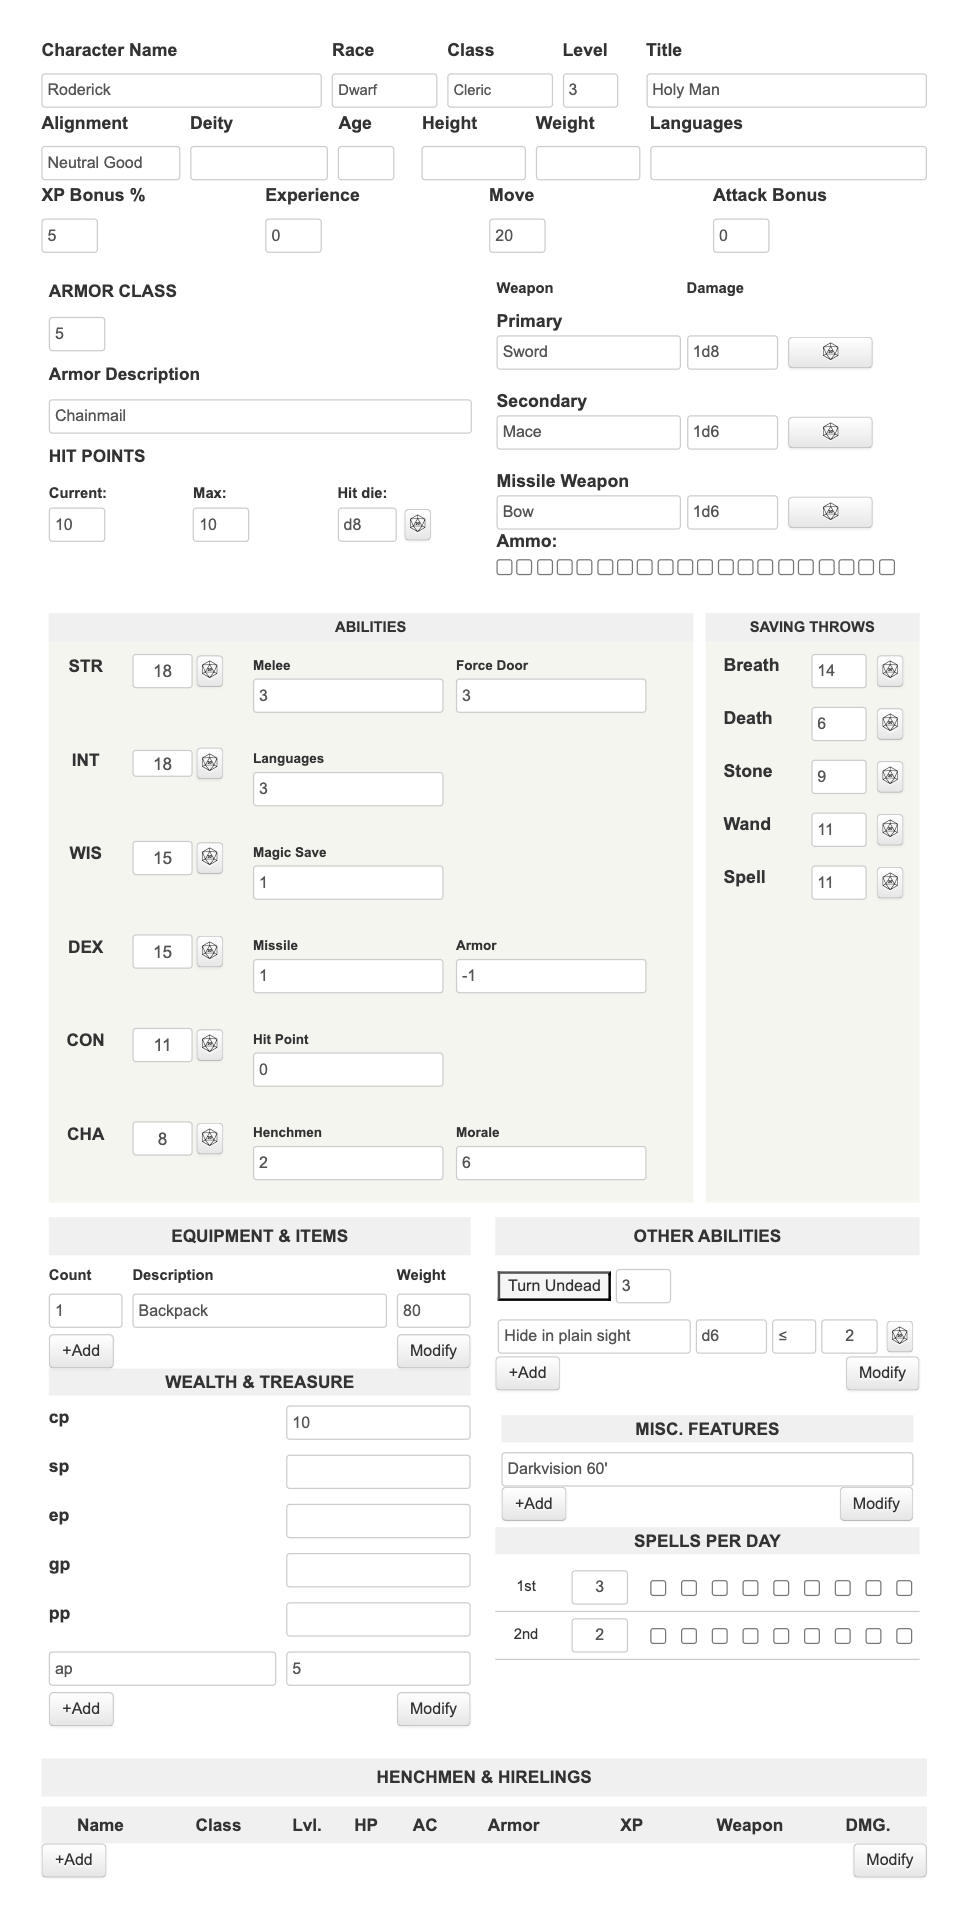 Character Name Race Class Level Title
Roderick Dwarf Cleric 3 Holy Man
Alignment Deity Age Height Weight Languages
Neutral Good
XP Bonus % Experience Move Attack Bonus
5 0 20 0
ARMOR CLASS
5
Armor Description
Chainmail
HIT POINTS
Current: Max: Hit die:
10 10 d8
Weapon Damage
Primary
Sword 1d8
Secondary
Mace 1d6
Missile Weapon
Bow 1d6
Ammo:
ABILITIES
STR 18 Melee Force Door
3 3
INT 18 Languages
3
WIS 15 Magic Save
1
DEX 15 Missile Armor
1 -1
CON 11 Hit Point
0
CHA 8 Henchmen Morale
2 6
SAVING THROWS
Breath 14
Death 6
Stone 9
Wand 11
Spell 11
EQUIPMENT & ITEMS
Count Description Weight
1 Backpack 80
+Add Modify
WEALTH & TREASURE
cp 10
sp
ep
gp
pp
ap 5
+Add Modify
OTHER ABILITIES
Turn Undead 3
Hide in plain sight d6 ≤ 2
+Add Modify
MISC. FEATURES
Darkvision 60'
+Add Modify
SPELLS PER DAY
1st 3
2nd 2
HENCHMEN & HIRELINGS
Name Class Lvl. HP AC Armor XP Weapon DMG.
+Add Modify